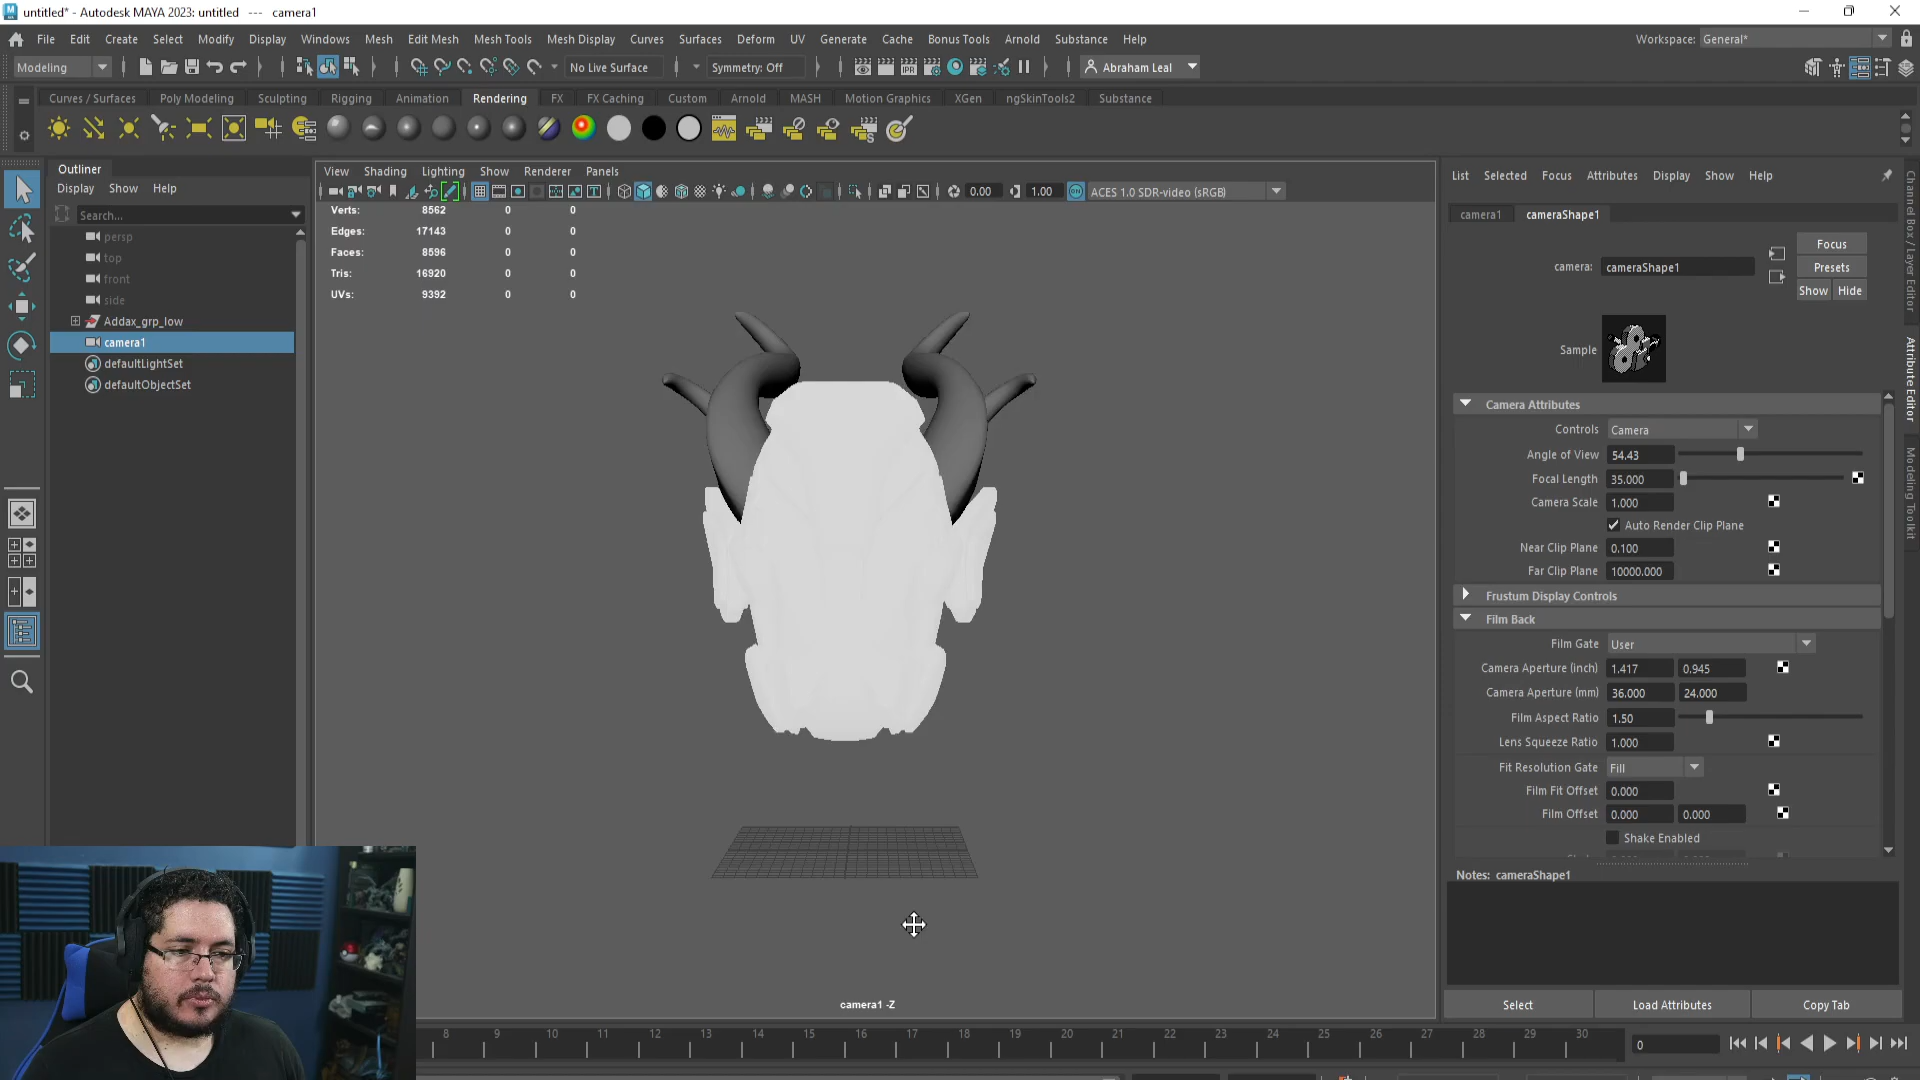 untitled* - Autodesk MAYA 2023: untitled --- camera1
File Edit Create Select Modify Display Windows Mesh Edit Mesh Mesh Tools Mesh Display Curves Surfaces Deform UV Generate Cache Bonus Tools Arnold Substance Help
Workspace: General*
Modeling
No Live Surface
Symmetry: Off
IPR
Abraham Leal
Curves / Surfaces Poly Modeling Sculpting Rigging Animation Rendering FX FX Caching Custom Arnold MASH Motion Graphics XGen ngSkinTools2 Substance
Outliner
Display Show Help
Search...
persp
top
front
side
Addax_grp_low
camera1
defaultLightSet
defaultObjectSet
View Shading Lighting Show Renderer Panels
0.00 1.00 ACES 1.0 SDR-video (sRGB)
Verts: 8562 0 0
Edges: 17143 0 0
Faces: 8596 0 0
Tris: 16920 0 0
UVs: 9392 0 0
camera1 -Z
List Selected Focus Attributes Display Show Help
camera1 cameraShape1
camera: cameraShape1
Focus
Presets
Show Hide
Sample
Camera Attributes
Controls Camera
Angle of View 54.43
Focal Length 35.000
Camera Scale 1.000
Auto Render Clip Plane
Near Clip Plane 0.100
Far Clip Plane 10000.000
Frustum Display Controls
Film Back
Film Gate User
Camera Aperture (inch) 1.417 0.945
Camera Aperture (mm) 36.000 24.000
Film Aspect Ratio 1.50
Lens Squeeze Ratio 1.000
Fit Resolution Gate Fill
Film Fit Offset 0.000
Film Offset 0.000 0.000
Shake Enabled
Notes: cameraShape1
Select Load Attributes Copy Tab
Channel Box / Layer Editor
Attribute Editor
Modeling Toolkit
8 9 10 11 12 13 14 15 16 17 18 19 20 21 22 23 24 25 26 27 28 29 30
0